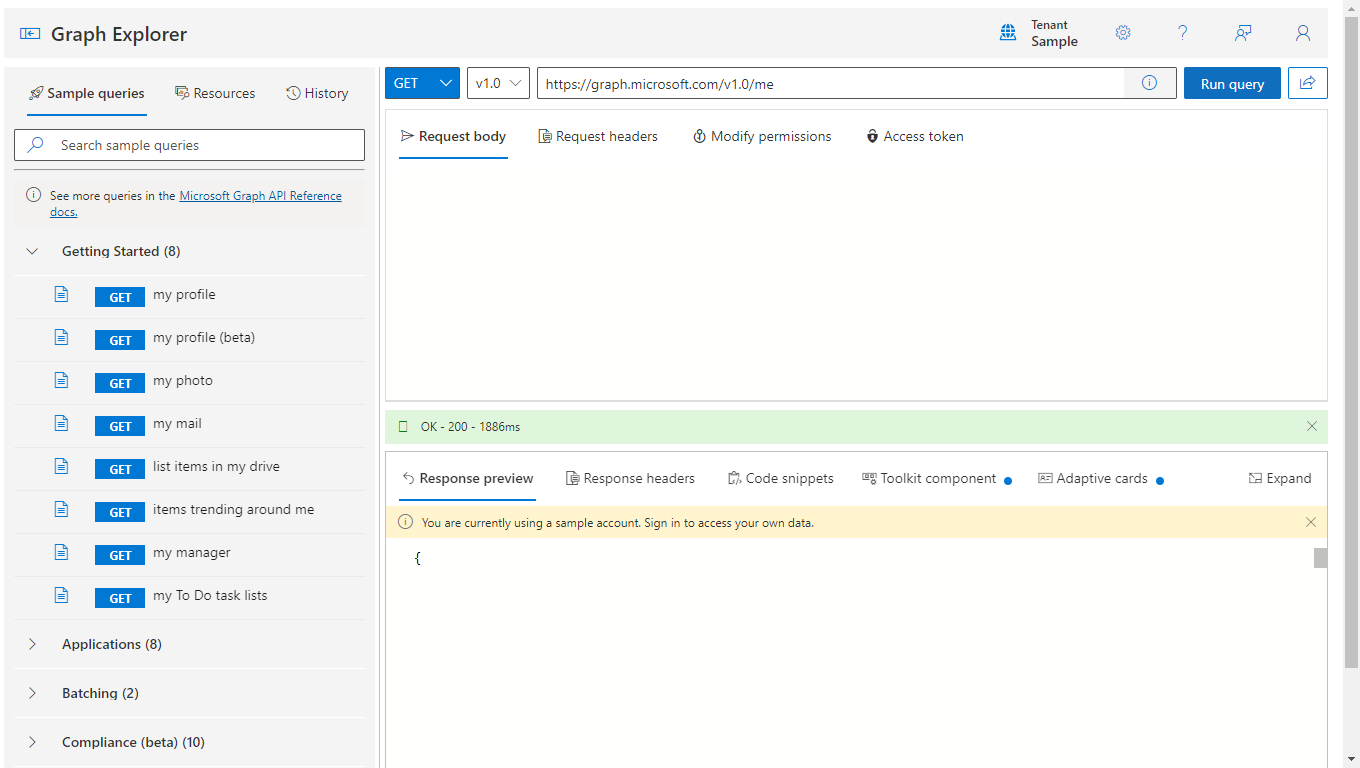 Graph Explorer
Tenant
Sample
?
Sample queries
Resources
History
GET
v1.0
https://graph.microsoft.com/v1.0/me
Run query
Search sample queries
See more queries in the Microsoft Graph API Reference
docs.
Getting Started (8)
GET my profile
GET my profile (beta)
GET my photo
GET my mail
GET list items in my drive
GET items trending around me
GET my manager
GET my To Do task lists
Applications (8)
Batching (2)
Compliance (beta) (10)
Request body
Request headers
Modify permissions
Access token
OK - 200 - 1886ms
Response preview
Response headers
Code snippets
Toolkit component
Adaptive cards
Expand
You are currently using a sample account. Sign in to access your own data.
{